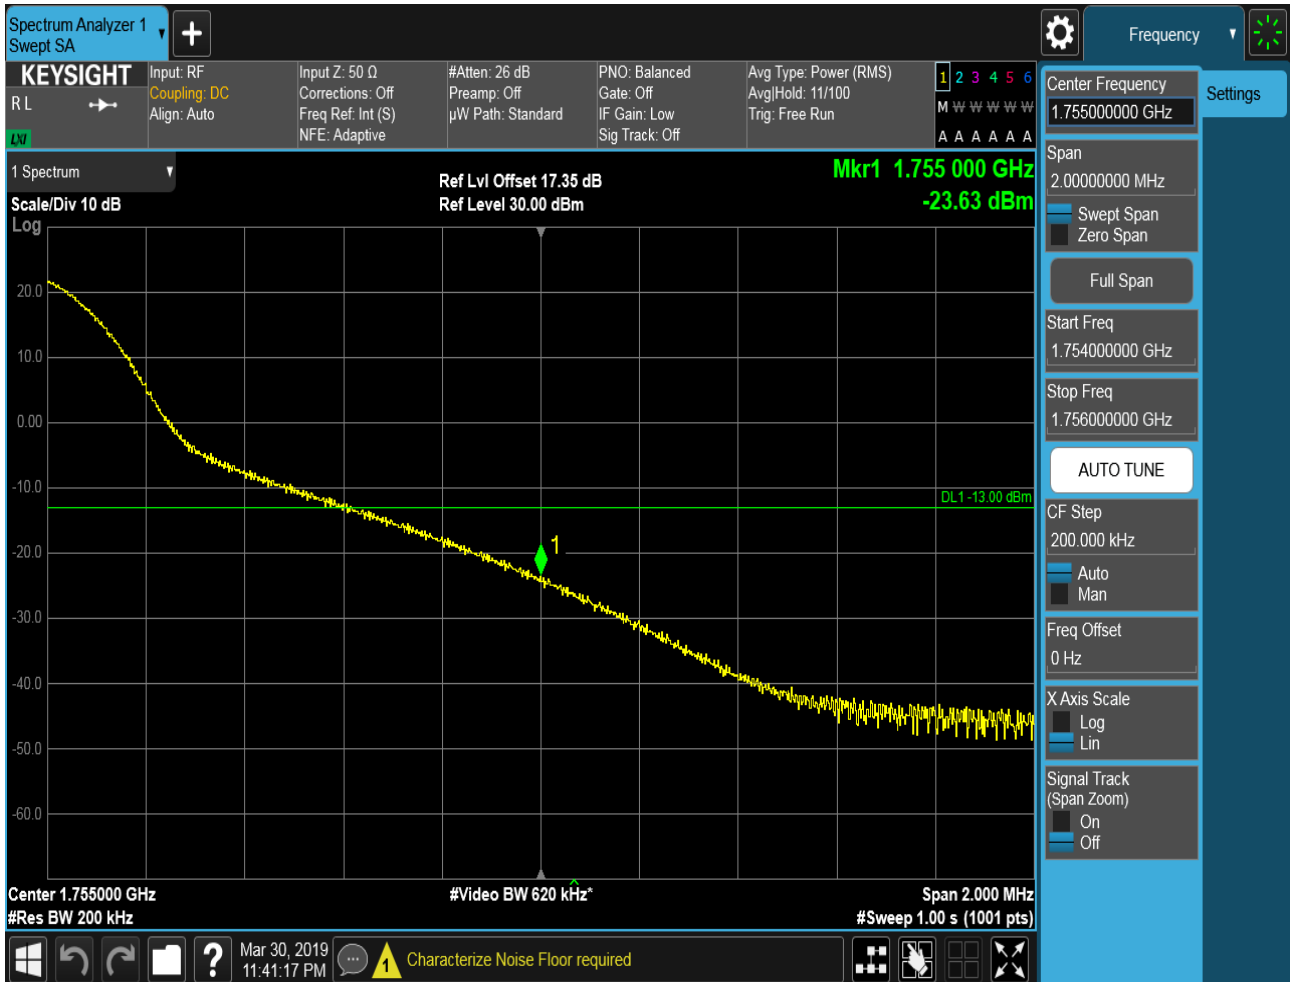 Spectrum Analyzer 1
Swept SA
Frequency
KEYSIGHT
R L
LXI
Input: RF
Coupling: DC
Align: Auto
Input Z: 50 Ω
Corrections: Off
Freq Ref: Int (S)
NFE: Adaptive
#Atten: 26 dB
Preamp: Off
µW Path: Standard
PNO: Balanced
Gate: Off
IF Gain: Low
Sig Track: Off
Avg Type: Power (RMS)
Avg|Hold: 11/100
Trig: Free Run
1 2 3 4 5 6
M W W W W W
A A A A A A
Center Frequency
1.755000000 GHz
Settings
Span
2.00000000 MHz
Swept Span
Zero Span
Full Span
Start Freq
1.754000000 GHz
Stop Freq
1.756000000 GHz
AUTO TUNE
CF Step
200.000 kHz
Auto
Man
Freq Offset
0 Hz
X Axis Scale
Log
Lin
Signal Track
(Span Zoom)
On
Off
1 Spectrum
Scale/Div 10 dB
Log
Ref Lvl Offset 17.35 dB
Ref Level 30.00 dBm
Mkr1 1.755 000 GHz
-23.63 dBm
20.0
10.0
0.00
-10.0
DL1 -13.00 dBm
-20.0
1
-30.0
-40.0
-50.0
-60.0
Center 1.755000 GHz
#Video BW 620 kHz*
Span 2.000 MHz
#Res BW 200 kHz
#Sweep 1.00 s (1001 pts)
?
Mar 30, 2019
11:41:17 PM
1
Characterize Noise Floor required